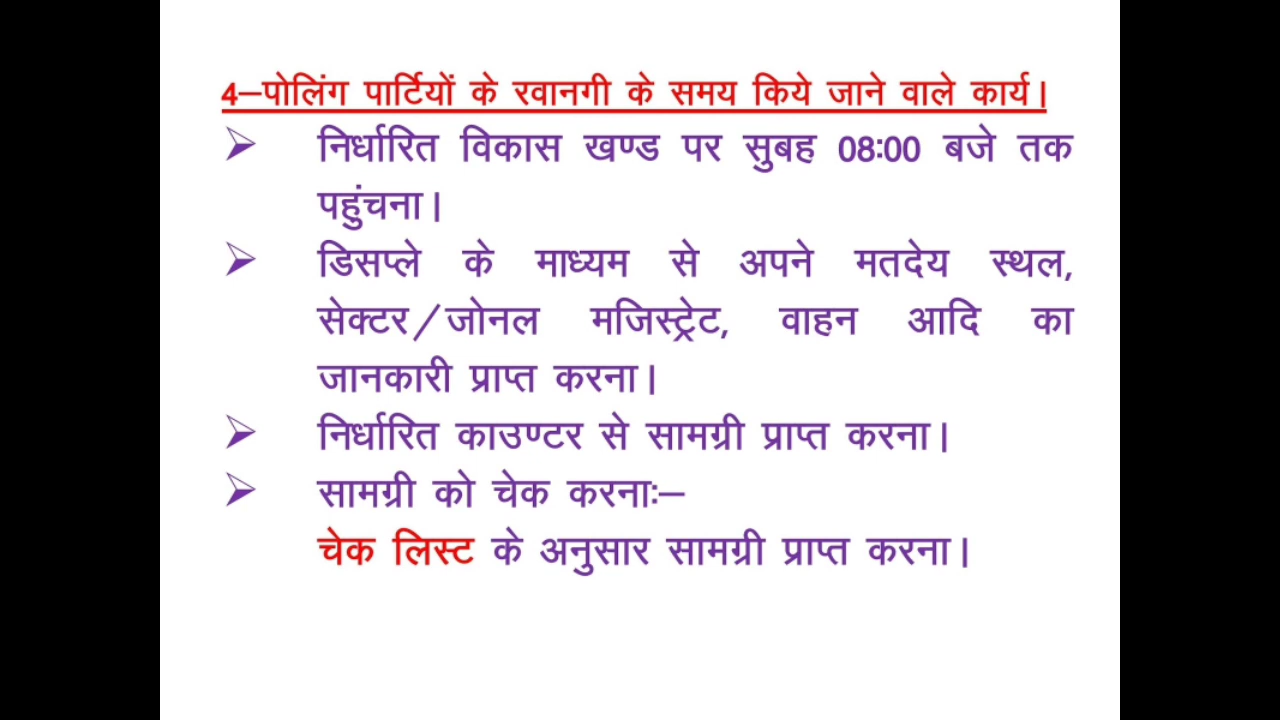 4–पोलिंग पार्टियों के रवानगी के समय किये जाने वाले कार्य।
➢ निर्धारित विकास खण्ड पर सुबह 08:00 बजे तक
पहुंचना।
➢ डिसप्ले के माध्यम से अपने मतदेय स्थल,
सेक्टर/जोनल मजिस्ट्रेट, वाहन आदि का
जानकारी प्राप्त करना।
➢ निर्धारित काउण्टर से सामग्री प्राप्त करना।
➢ सामग्री को चेक करनाः–
चेक लिस्ट के अनुसार सामग्री प्राप्त करना।